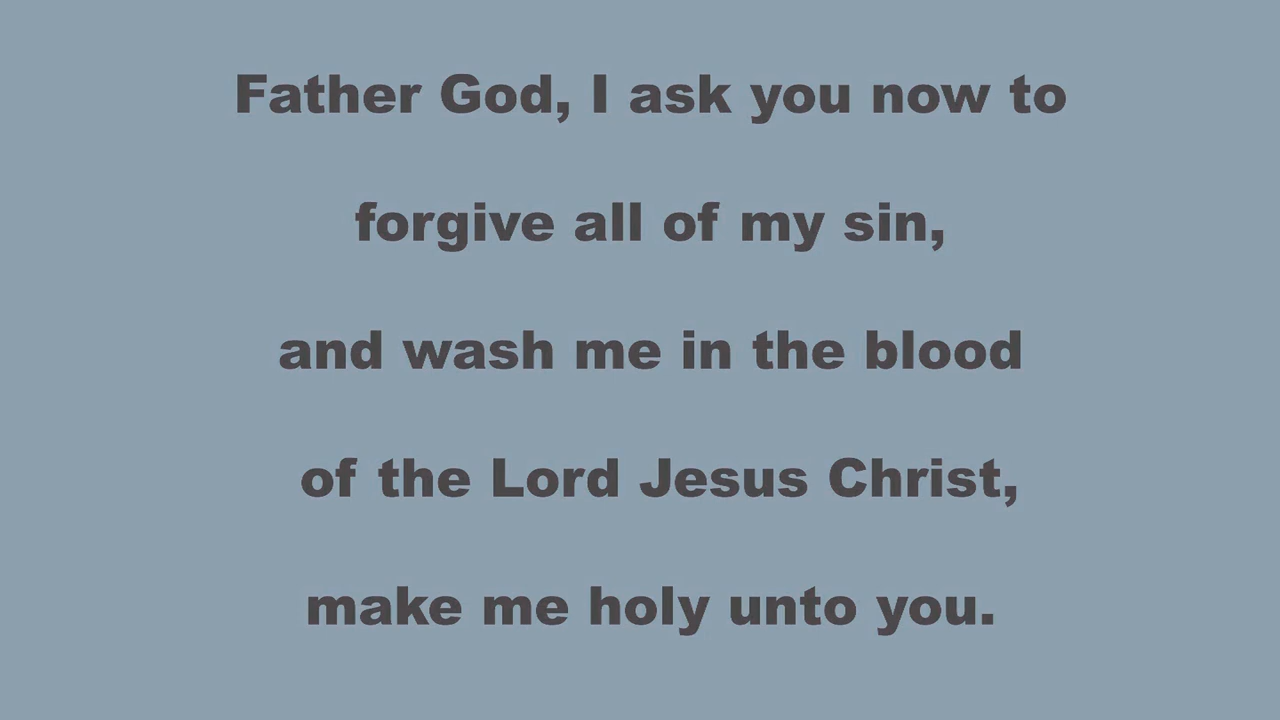 Father God, I ask you now to
forgive all of my sin,
and wash me in the blood
of the Lord Jesus Christ,
make me holy unto you.